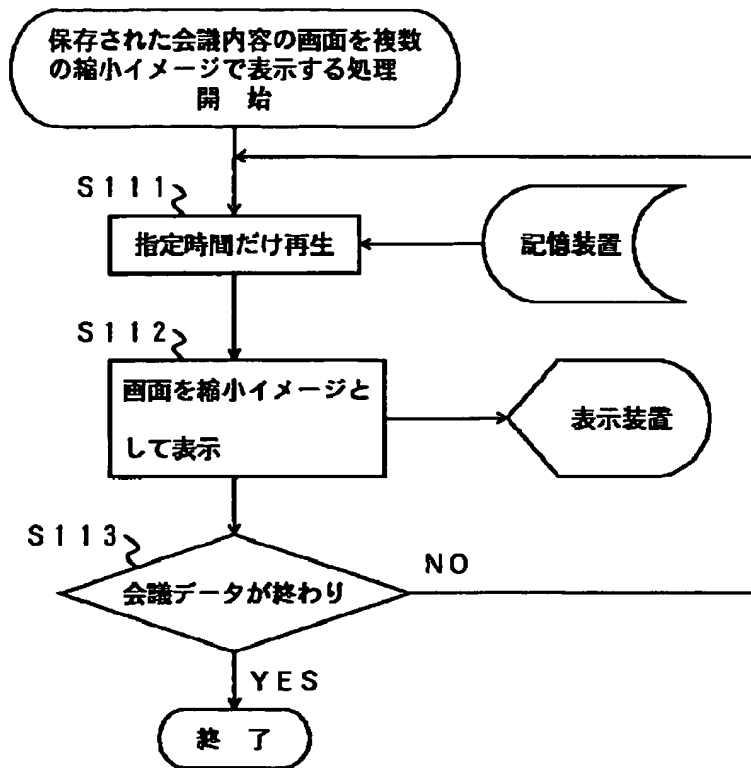 保存された会議内容の画面を複数
の縮小イメージで表示する処理
開 始
S111
指定時間だけ再生
記憶装置
S112
画面を縮小イメージと
して表示
表示装置
S113
会議データが終わり
NO
YES
終 了